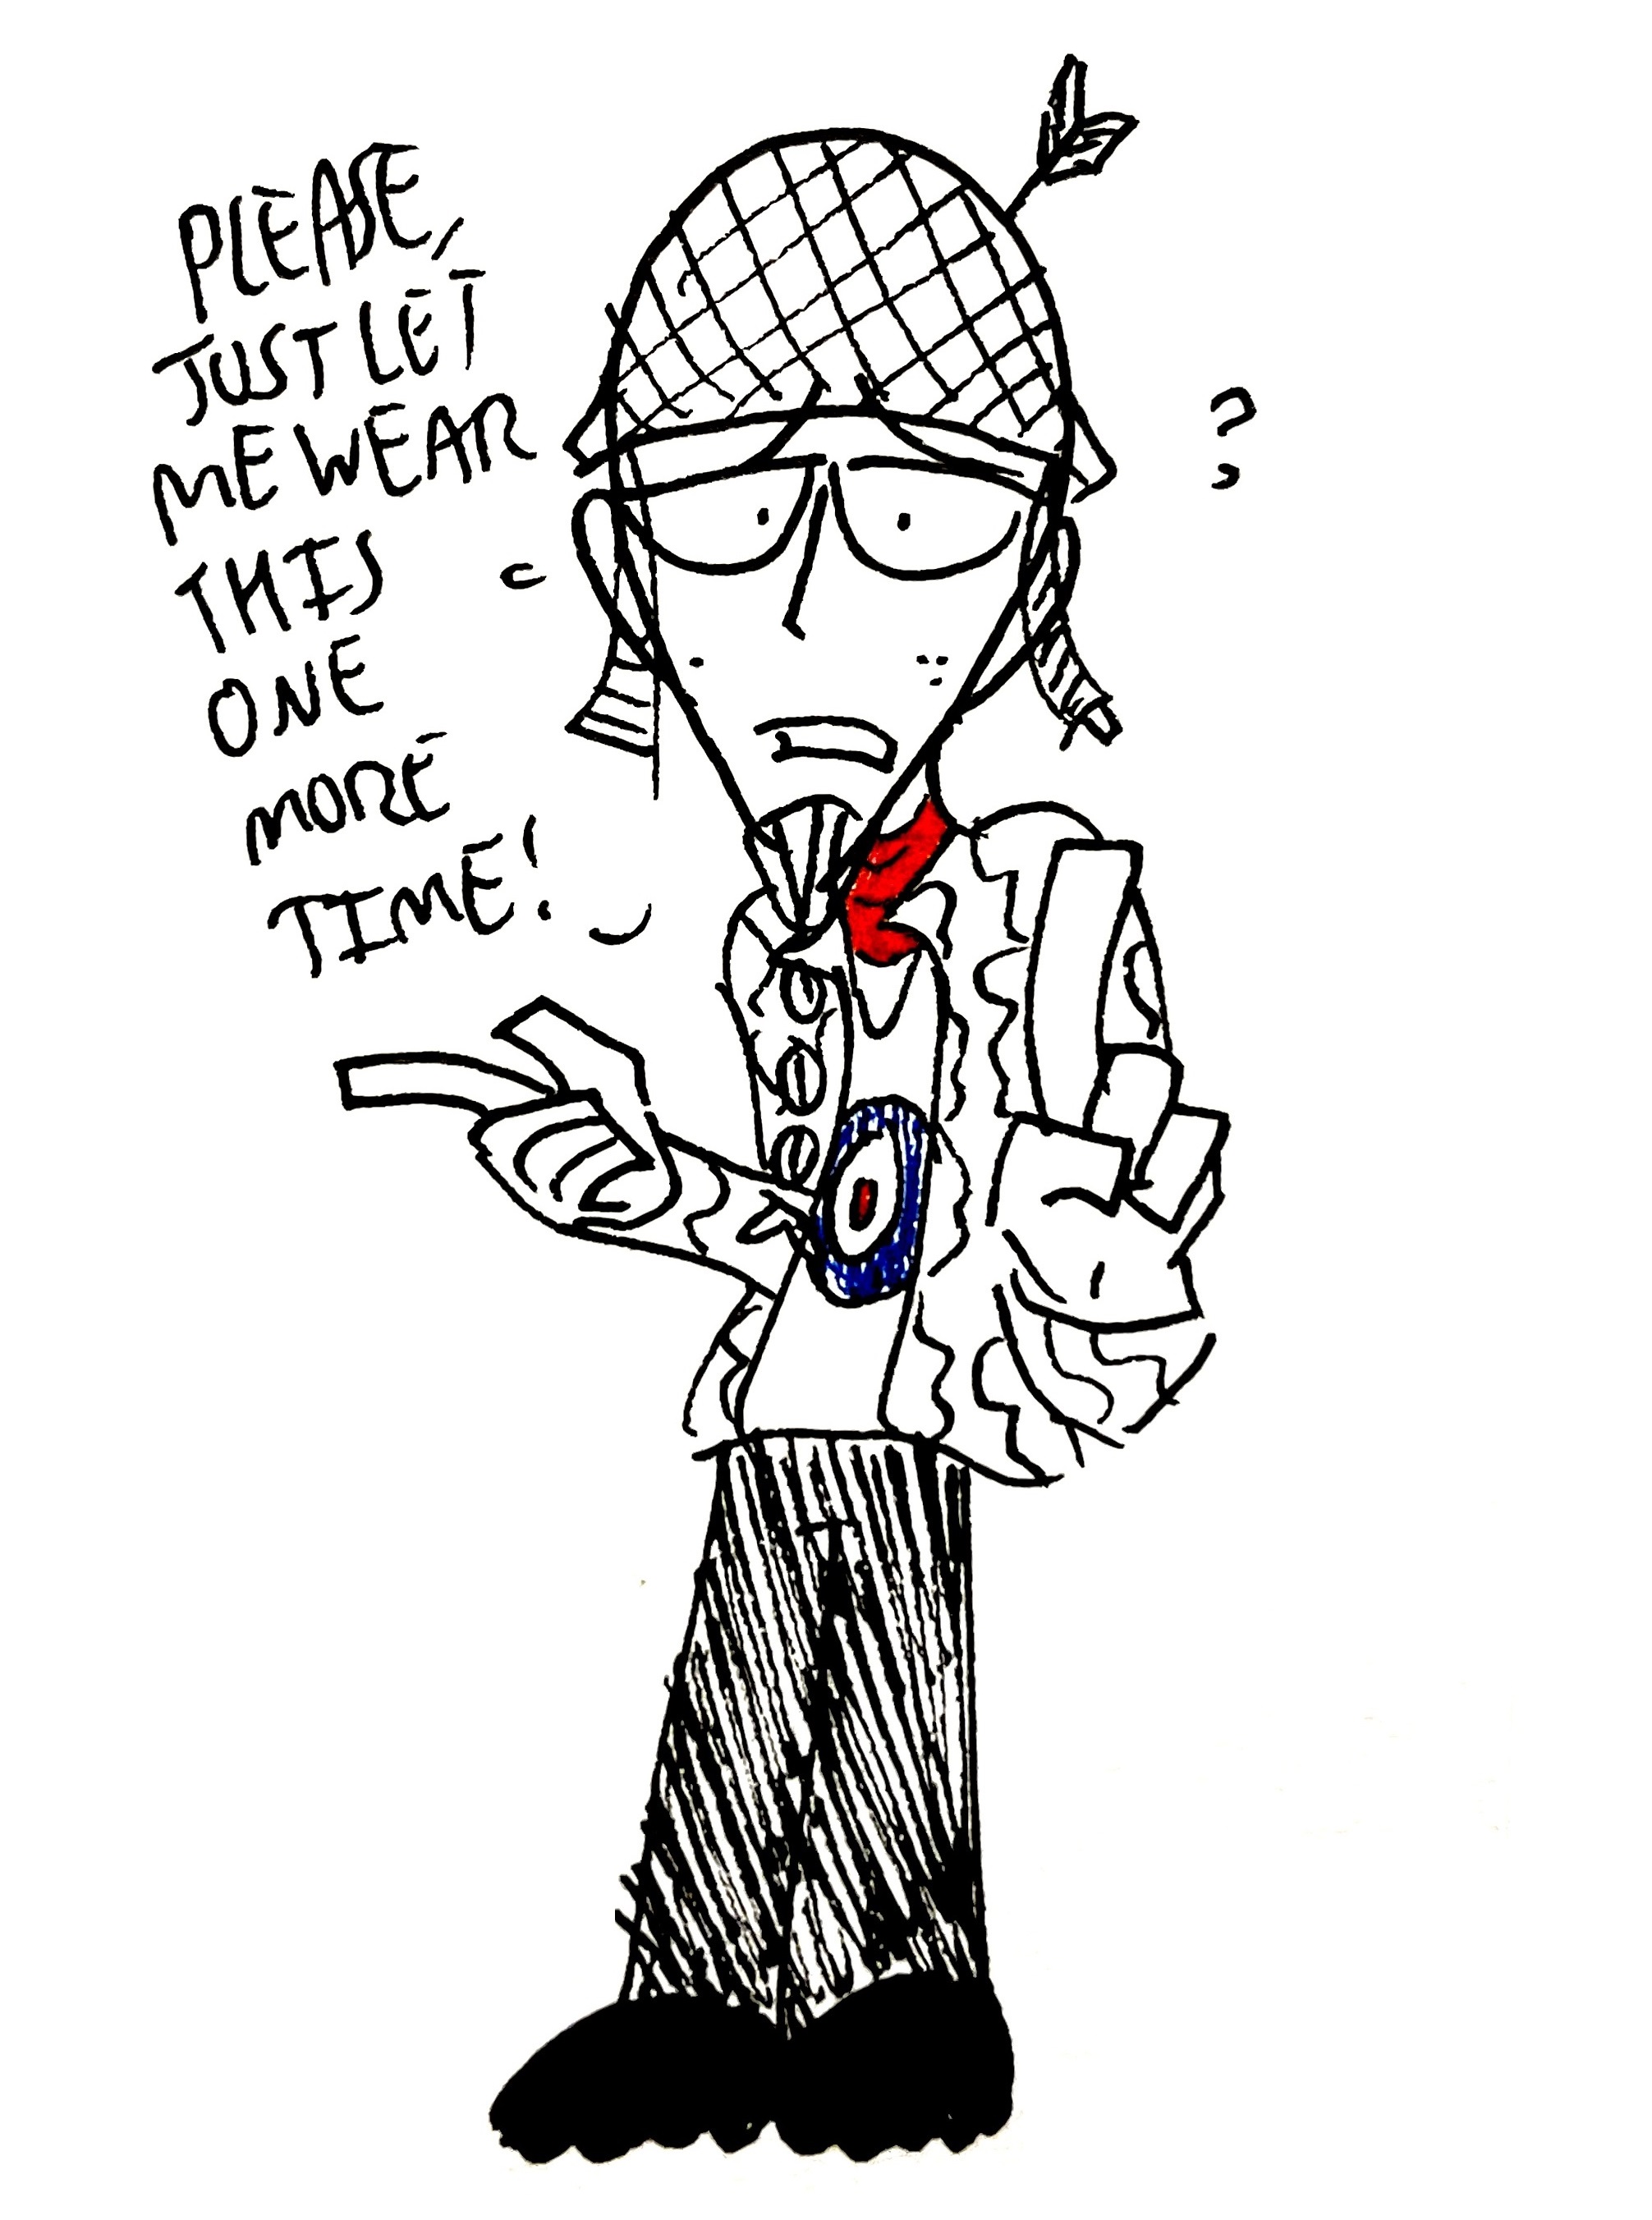 PLEASE,
JUST LET
ME WEAR
THIS
ONE
MORE
TIME!
?